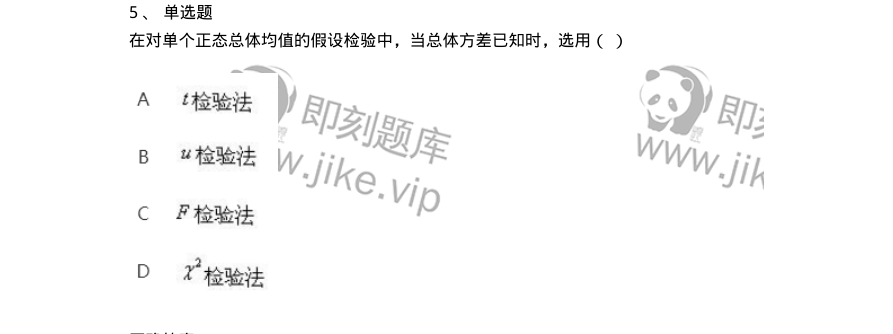 5、 单选题
在对单个正态总体均值的假设检验中，当总体方差已知时，选用（ ）
A t检验法
B u检验法
C F检验法
D χ²检验法
即刻题库
w.jike.vip
即刻
www.jik